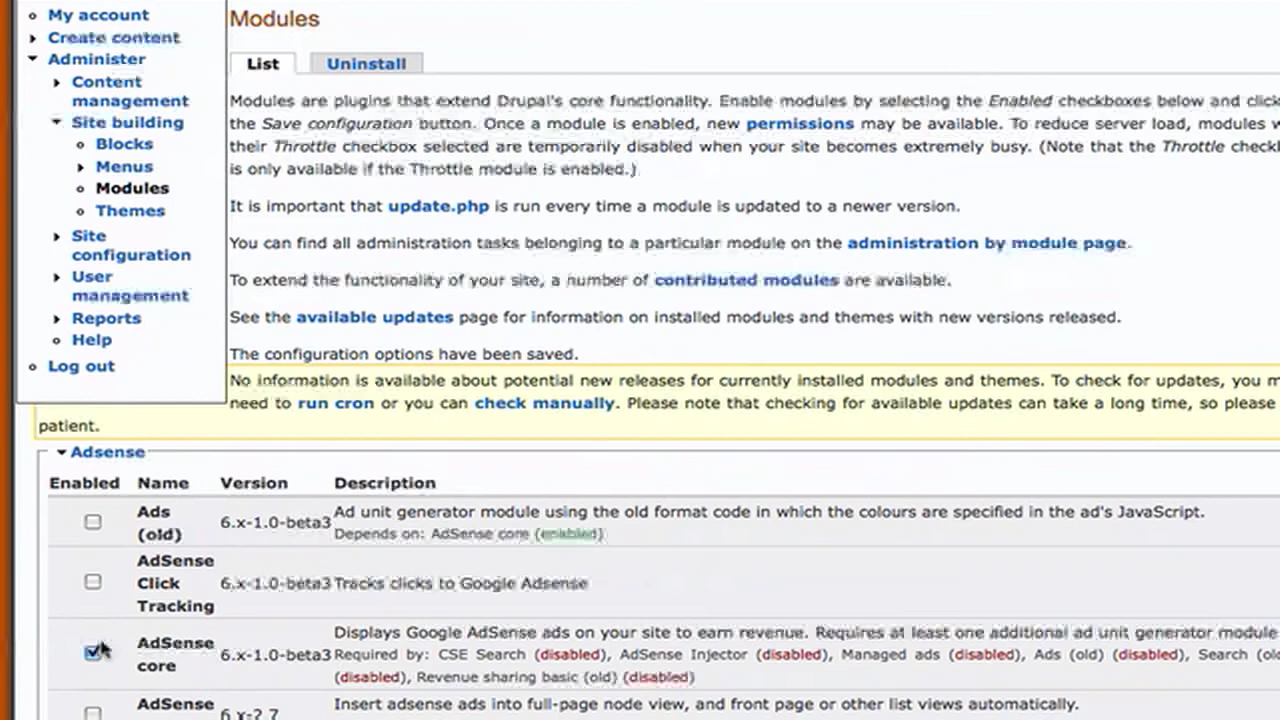 My account
Create content
Administer
Content
management
Site building
Blocks
Menus
Modules
Themes
Site
configuration
User
management
Reports
Help
Log out
Modules
List Uninstall
Modules are plugins that extend Drupal's core functionality. Enable modules by selecting the Enabled checkboxes below and click
the Save configuration button. Once a module is enabled, new permissions may be available. To reduce server load, modules w
their Throttle checkbox selected are temporarily disabled when your site becomes extremely busy. (Note that the Throttle check
is only available if the Throttle module is enabled.)
It is important that update.php is run every time a module is updated to a newer version.
You can find all administration tasks belonging to a particular module on the administration by module page.
To extend the functionality of your site, a number of contributed modules are available.
See the available updates page for information on installed modules and themes with new versions released.
The configuration options have been saved.
No information is available about potential new releases for currently installed modules and themes. To check for updates, you m
need to run cron or you can check manually. Please note that checking for available updates can take a long time, so please
patient.
Adsense
Enabled Name Version Description
Ads
(old) 6.x-1.0-beta3 Ad unit generator module using the old format code in which the colours are specified in the ad's JavaScript.
Depends on: AdSense core (enabled)
AdSense
Click
Tracking 6.x-1.0-beta3 Tracks clicks to Google Adsense
AdSense
core 6.x-1.0-beta3 Displays Google AdSense ads on your site to earn revenue. Requires at least one additional ad unit generator module
Required by: CSE Search (disabled), AdSense Injector (disabled), Managed ads (disabled), Ads (old) (disabled), Search (old
(disabled), Revenue sharing basic (old) (disabled)
AdSense 6.x-2.7 Insert adsense ads into full-page node view, and front page or other list views automatically.